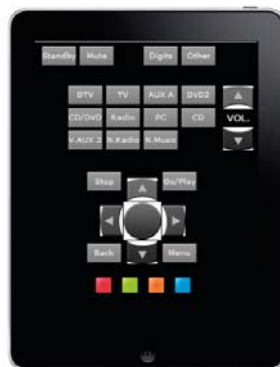 Standby Mute Digits Other
DTV TV AUX A DVD2
CD/DVD Radio PC CD VOL.
V.AUX 2 N.Radio N.Music
Stop Go/Play
Back Menu